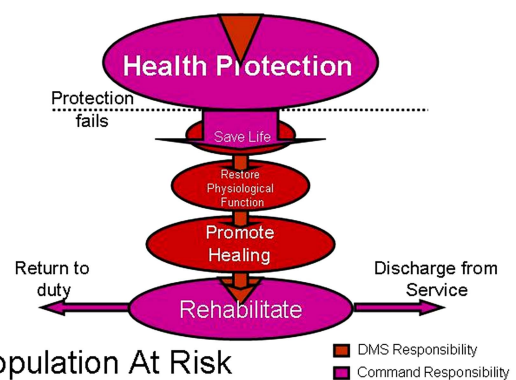 Health Protection
Protection
fails
Save Life
Restore
Physiological
Function
Promote
Healing
Return to
duty
Discharge from
Service
Rehabilitate
opulation At Risk
DMS Responsibility
Command Responsibility